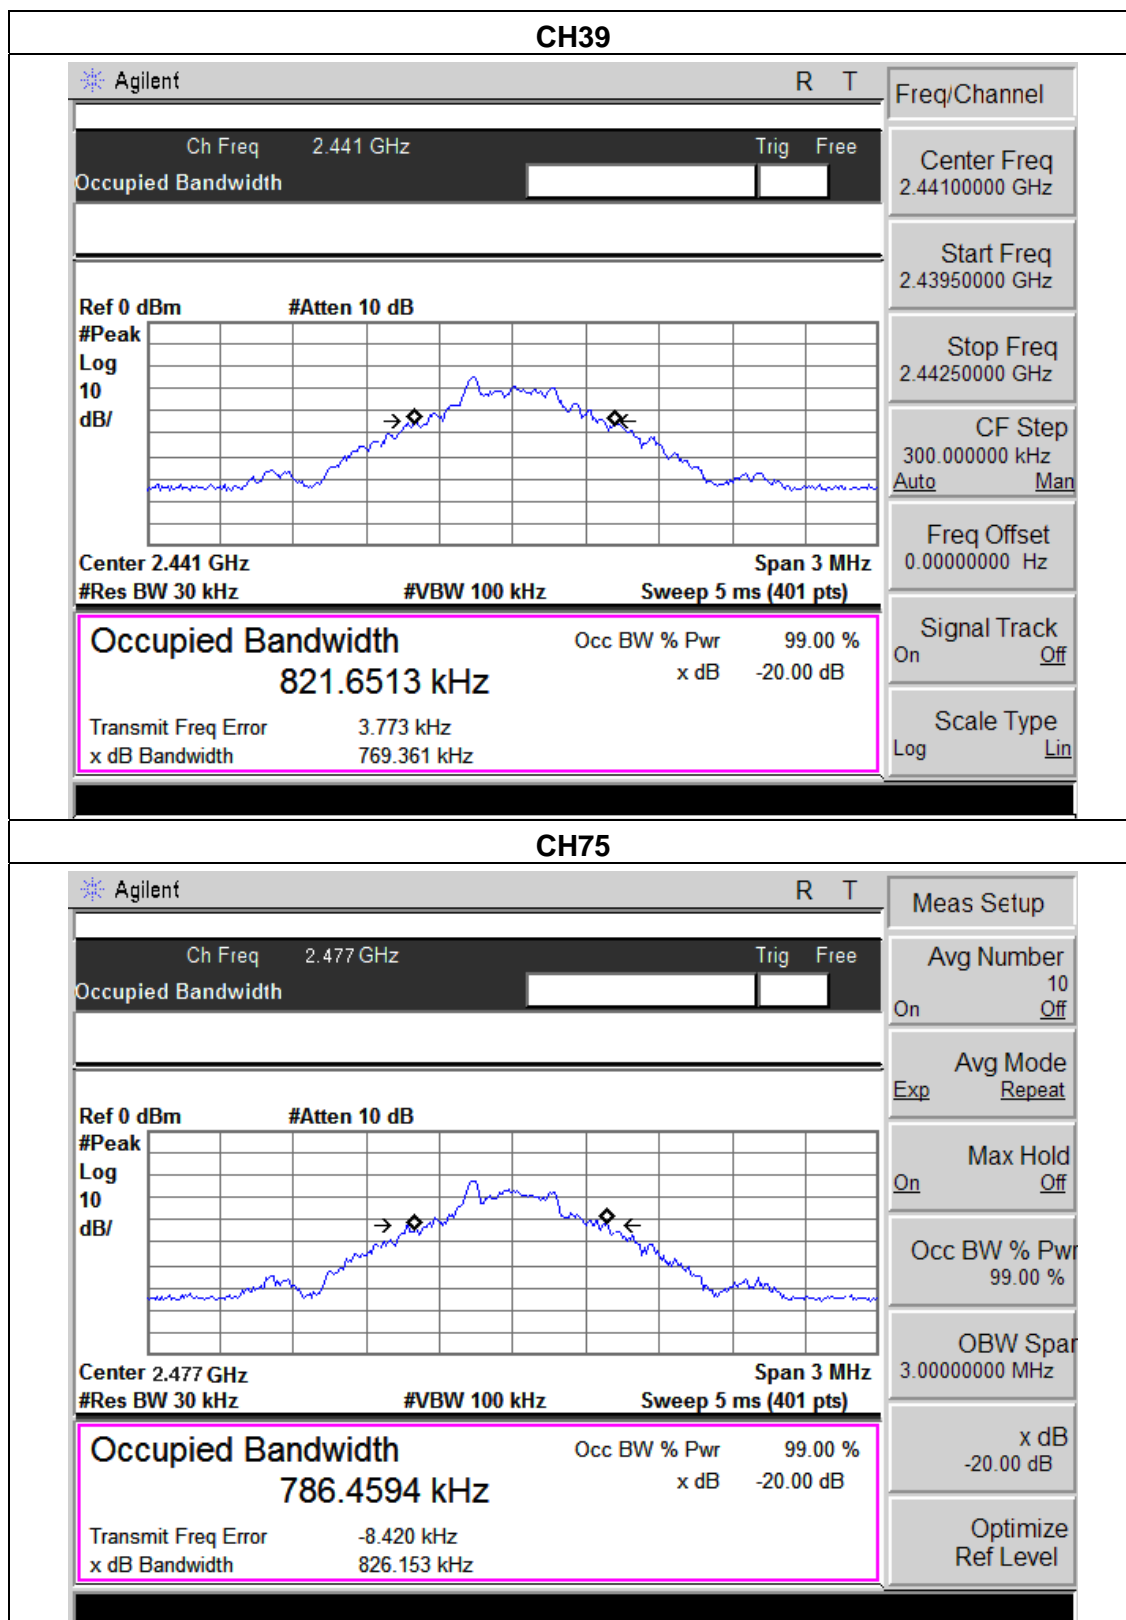 CH39
Agilent R T
Ch Freq 2.441 GHz Trig Free
Occupied Bandwidth
Ref 0 dBm #Atten 10 dB
#Peak
Log
10
dB/
Center 2.441 GHz Span 3 MHz
#Res BW 30 kHz #VBW 100 kHz Sweep 5 ms (401 pts)
Occupied Bandwidth Occ BW % Pwr 99.00 %
821.6513 kHz x dB -20.00 dB
Transmit Freq Error 3.773 kHz
x dB Bandwidth 769.361 kHz
Freq/Channel
Center Freq
2.44100000 GHz
Start Freq
2.43950000 GHz
Stop Freq
2.44250000 GHz
CF Step
300.000000 kHz
Auto Man
Freq Offset
0.00000000 Hz
Signal Track
On Off
Scale Type
Log Lin
CH75
Agilent R T
Ch Freq 2.477 GHz Trig Free
Occupied Bandwidth
Ref 0 dBm #Atten 10 dB
#Peak
Log
10
dB/
Center 2.477 GHz Span 3 MHz
#Res BW 30 kHz #VBW 100 kHz Sweep 5 ms (401 pts)
Occupied Bandwidth Occ BW % Pwr 99.00 %
786.4594 kHz x dB -20.00 dB
Transmit Freq Error -8.420 kHz
x dB Bandwidth 826.153 kHz
Meas Setup
Avg Number
10
On Off
Avg Mode
Exp Repeat
Max Hold
On Off
Occ BW % Pwr
99.00 %
OBW Span
3.00000000 MHz
x dB
-20.00 dB
Optimize
Ref Level